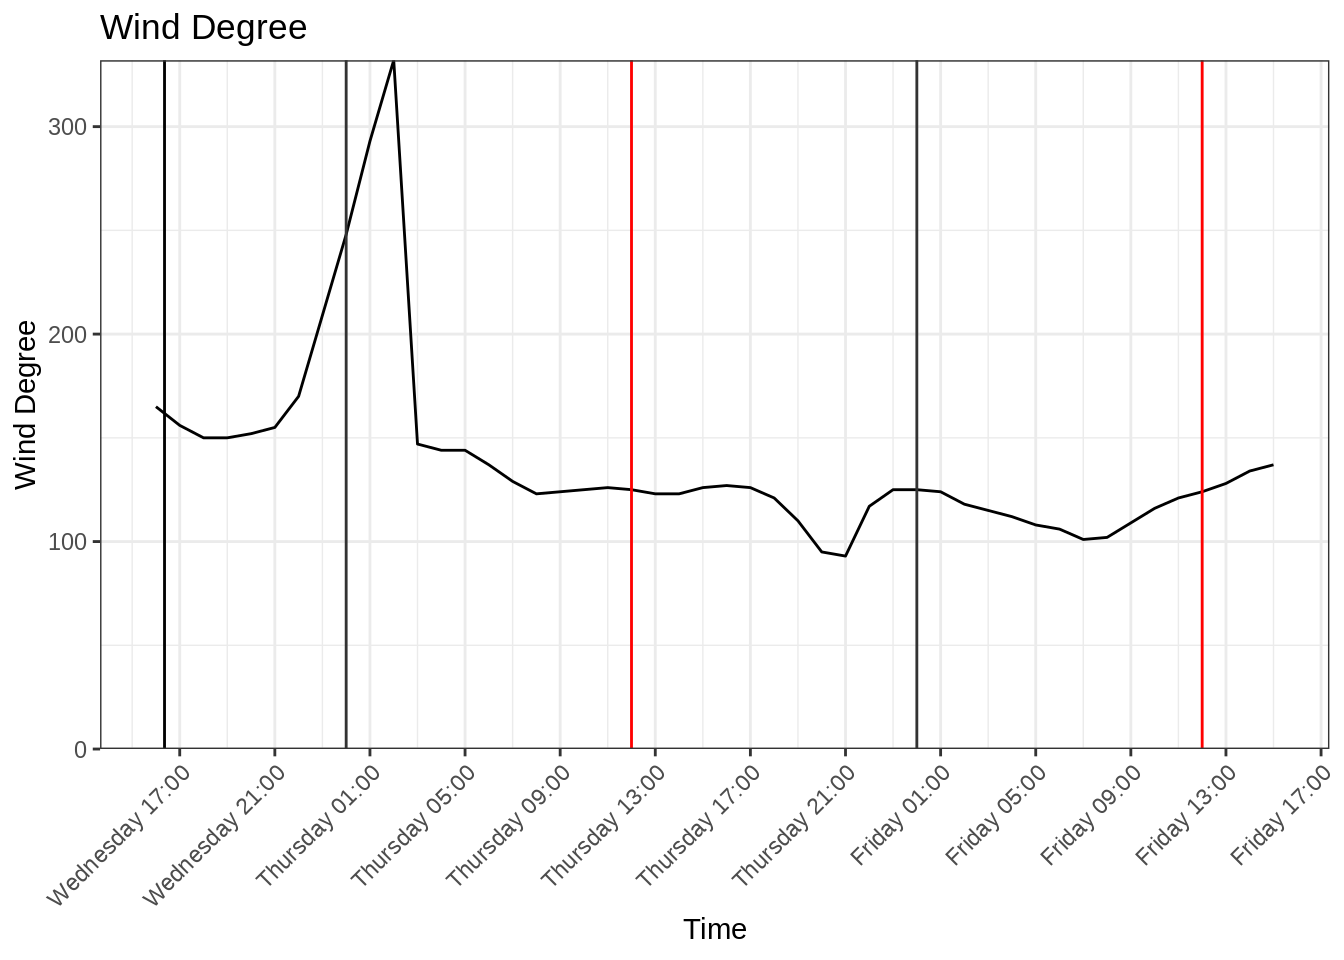 Wind Degree
300
200
100
0
Wind Degree
Wednesday 17:00
Wednesday 21:00
Thursday 01:00
Thursday 05:00
Thursday 09:00
Thursday 13:00
Thursday 17:00
Thursday 21:00
Friday 01:00
Friday 05:00
Friday 09:00
Friday 13:00
Friday 17:00
Time